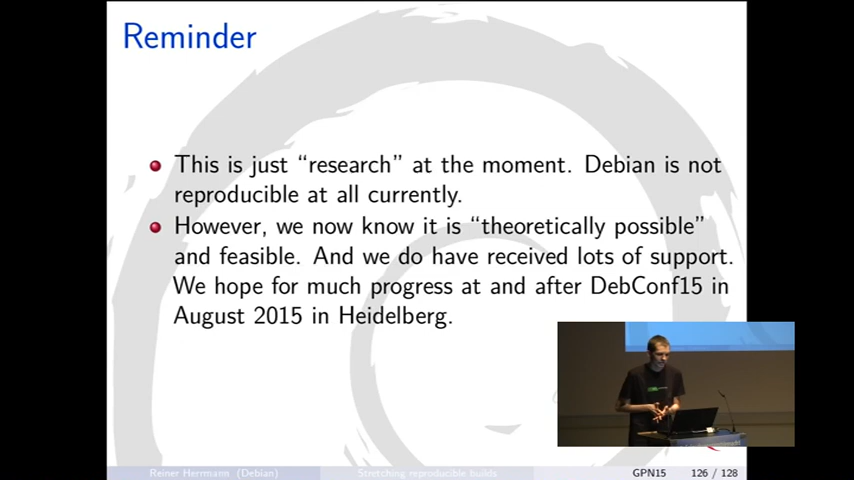 Reminder
This is just “research” at the moment. Debian is not
reproducible at all currently.
However, we now know it is “theoretically possible”
and feasible. And we do have received lots of support.
We hope for much progress at and after DebConf15 in
August 2015 in Heidelberg.
Reiner Herrmann (Debian)
Stretching reproducible builds
GPN15
126 / 128